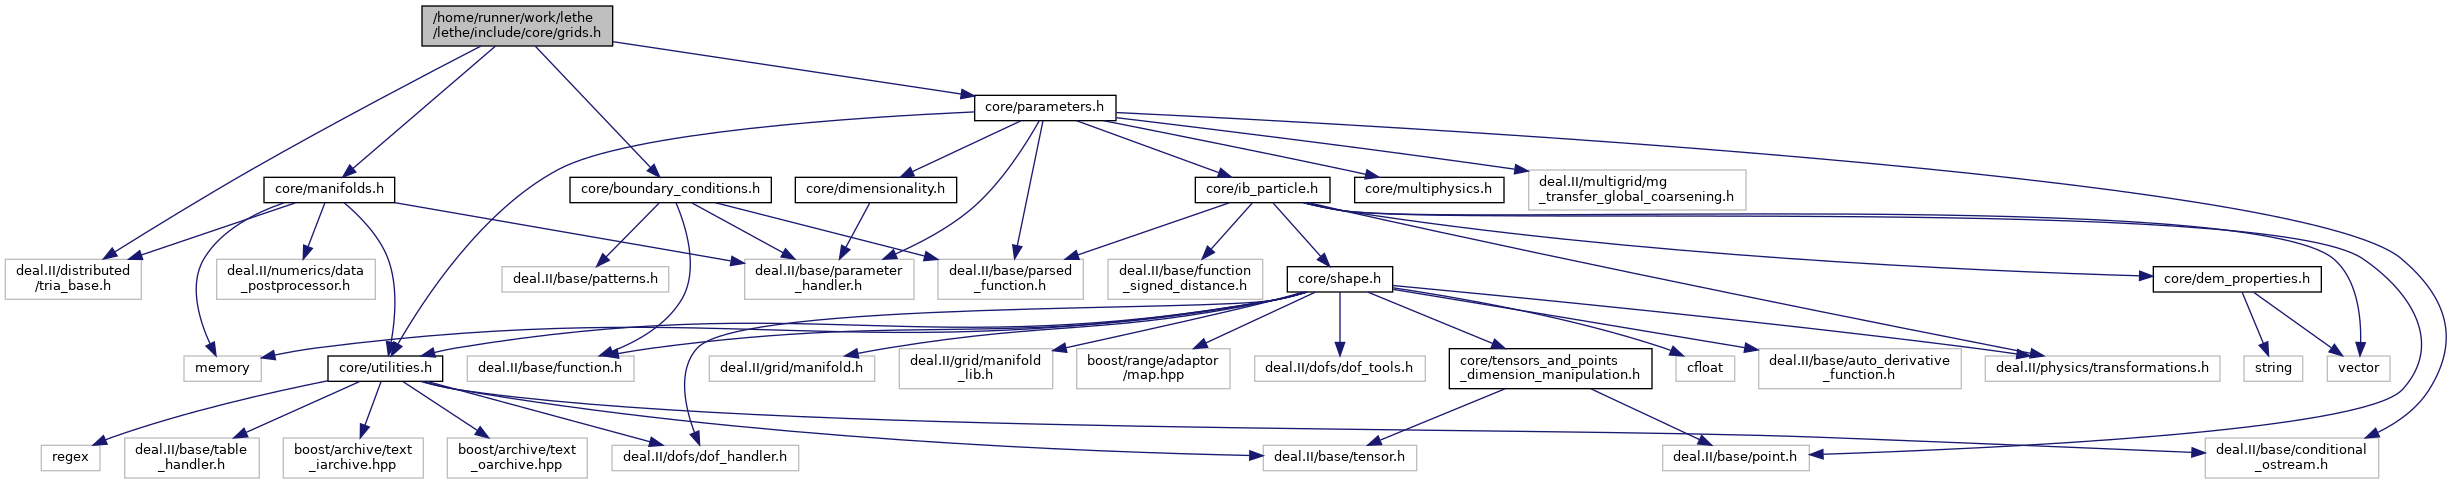 /home/runner/work/lethe
/lethe/include/core/grids.h
core/parameters.h
core/manifolds.h
core/boundary_conditions.h
core/dimensionality.h
core/ib_particle.h
core/multiphysics.h
deal.II/multigrid/mg
_transfer_global_coarsening.h
deal.II/distributed
/tria_base.h
deal.II/numerics/data
_postprocessor.h
deal.II/base/patterns.h
deal.II/base/parameter
_handler.h
deal.II/base/parsed
_function.h
deal.II/base/function
_signed_distance.h
core/shape.h
core/dem_properties.h
memory
core/utilities.h
deal.II/base/function.h
deal.II/grid/manifold.h
deal.II/grid/manifold
_lib.h
boost/range/adaptor
/map.hpp
deal.II/dofs/dof_tools.h
core/tensors_and_points
_dimension_manipulation.h
cfloat
deal.II/base/auto_derivative
_function.h
deal.II/physics/transformations.h
string
vector
regex
deal.II/base/table
_handler.h
boost/archive/text
_iarchive.hpp
boost/archive/text
_oarchive.hpp
deal.II/dofs/dof_handler.h
deal.II/base/tensor.h
deal.II/base/point.h
deal.II/base/conditional
_ostream.h